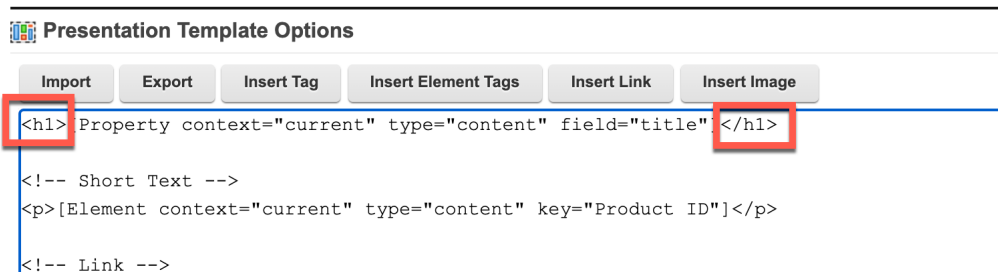 Presentation Template Options
Import Export Insert Tag Insert Element Tags Insert Link Insert Image
<h1>[Property context="current" type="content" field="title"]</h1>
<!-- Short Text -->
<p>[Element context="current" type="content" key="Product ID"]</p>
<!-- Link -->